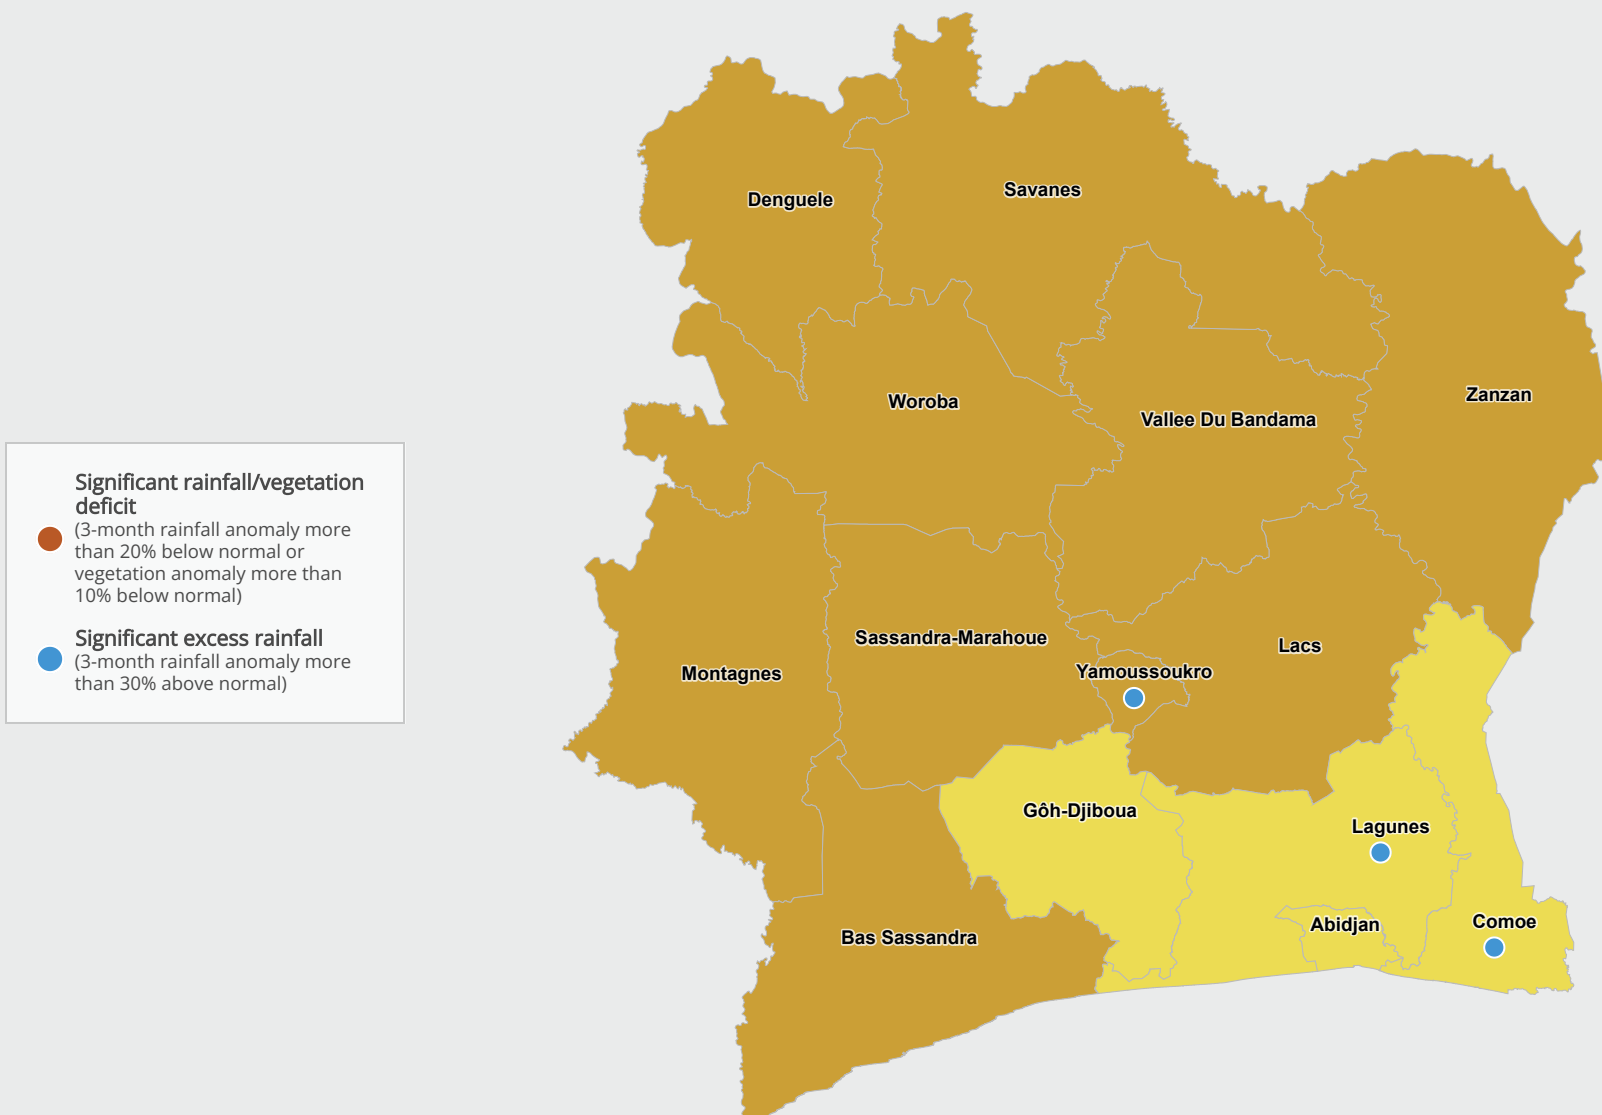 Denguele
Savanes
Woroba
Vallee Du Bandama
Zanzan
Significant rainfall/vegetation
deficit
(3-month rainfall anomaly more
than 20% below normal or
vegetation anomaly more than
10% below normal)
Significant excess rainfall
(3-month rainfall anomaly more
than 30% above normal)
Sassandra-Marahoue
Lacs
Montagnes
Yamoussoukro
Gôh-Djiboua
Lagunes
Abidjan
Comoe
Bas Sassandra